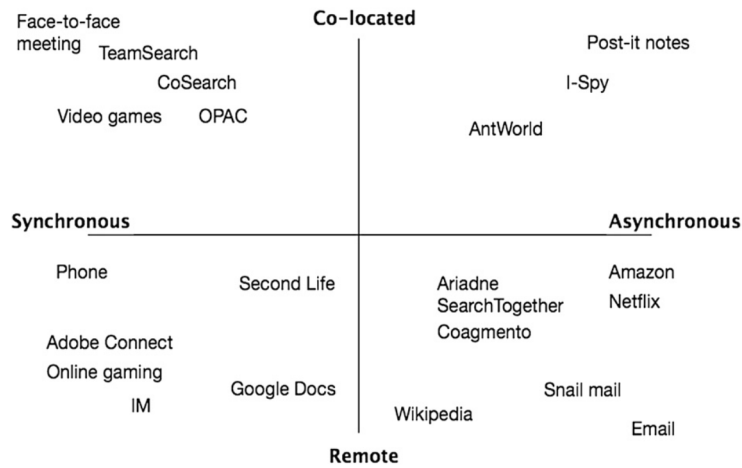 Co-located
Face-to-face
meeting
TeamSearch
CoSearch
Video games
OPAC
Post-it notes
I-Spy
AntWorld
Synchronous
Asynchronous
Phone
Second Life
Adobe Connect
Online gaming
IM
Google Docs
Ariadne
SearchTogether
Coagmento
Amazon
Netflix
Wikipedia
Snail mail
Email
Remote